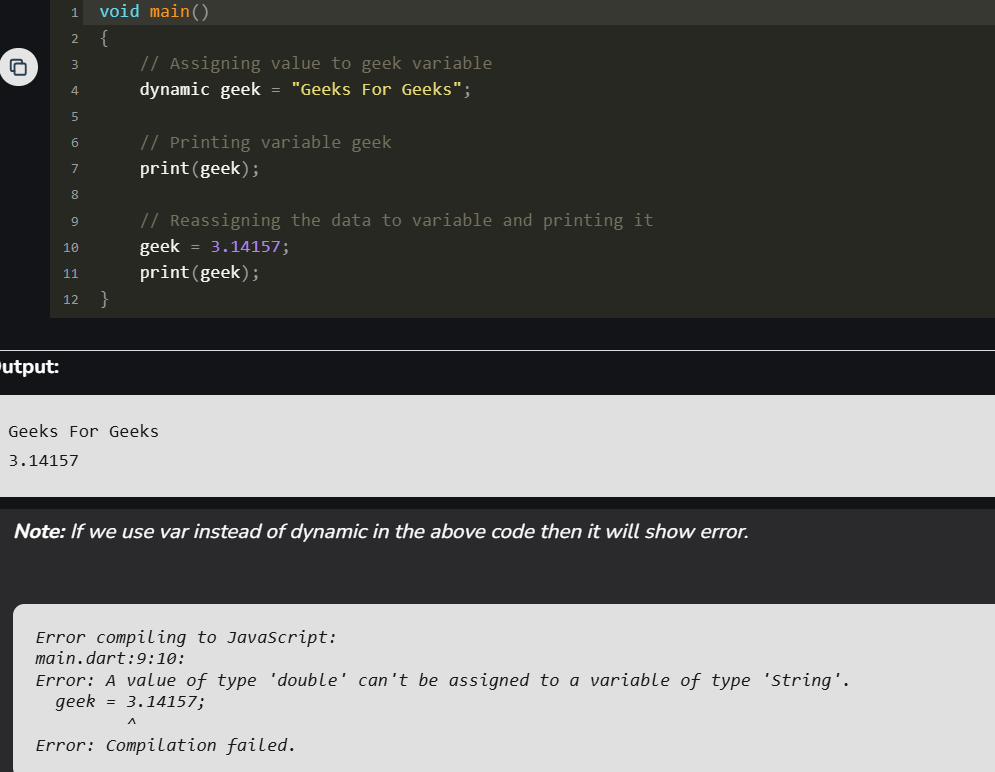 1 void main()
2 {
3 // Assigning value to geek variable
4 dynamic geek = "Geeks For Geeks";
5
6 // Printing variable geek
7 print(geek);
8
9 // Reassigning the data to variable and printing it
10 geek = 3.14157;
11 print(geek);
12 }
utput:
Geeks For Geeks
3.14157
Note: If we use var instead of dynamic in the above code then it will show error.
Error compiling to JavaScript:
main.dart:9:10:
Error: A value of type 'double' can't be assigned to a variable of type 'String'.
geek = 3.14157;
^
Error: Compilation failed.